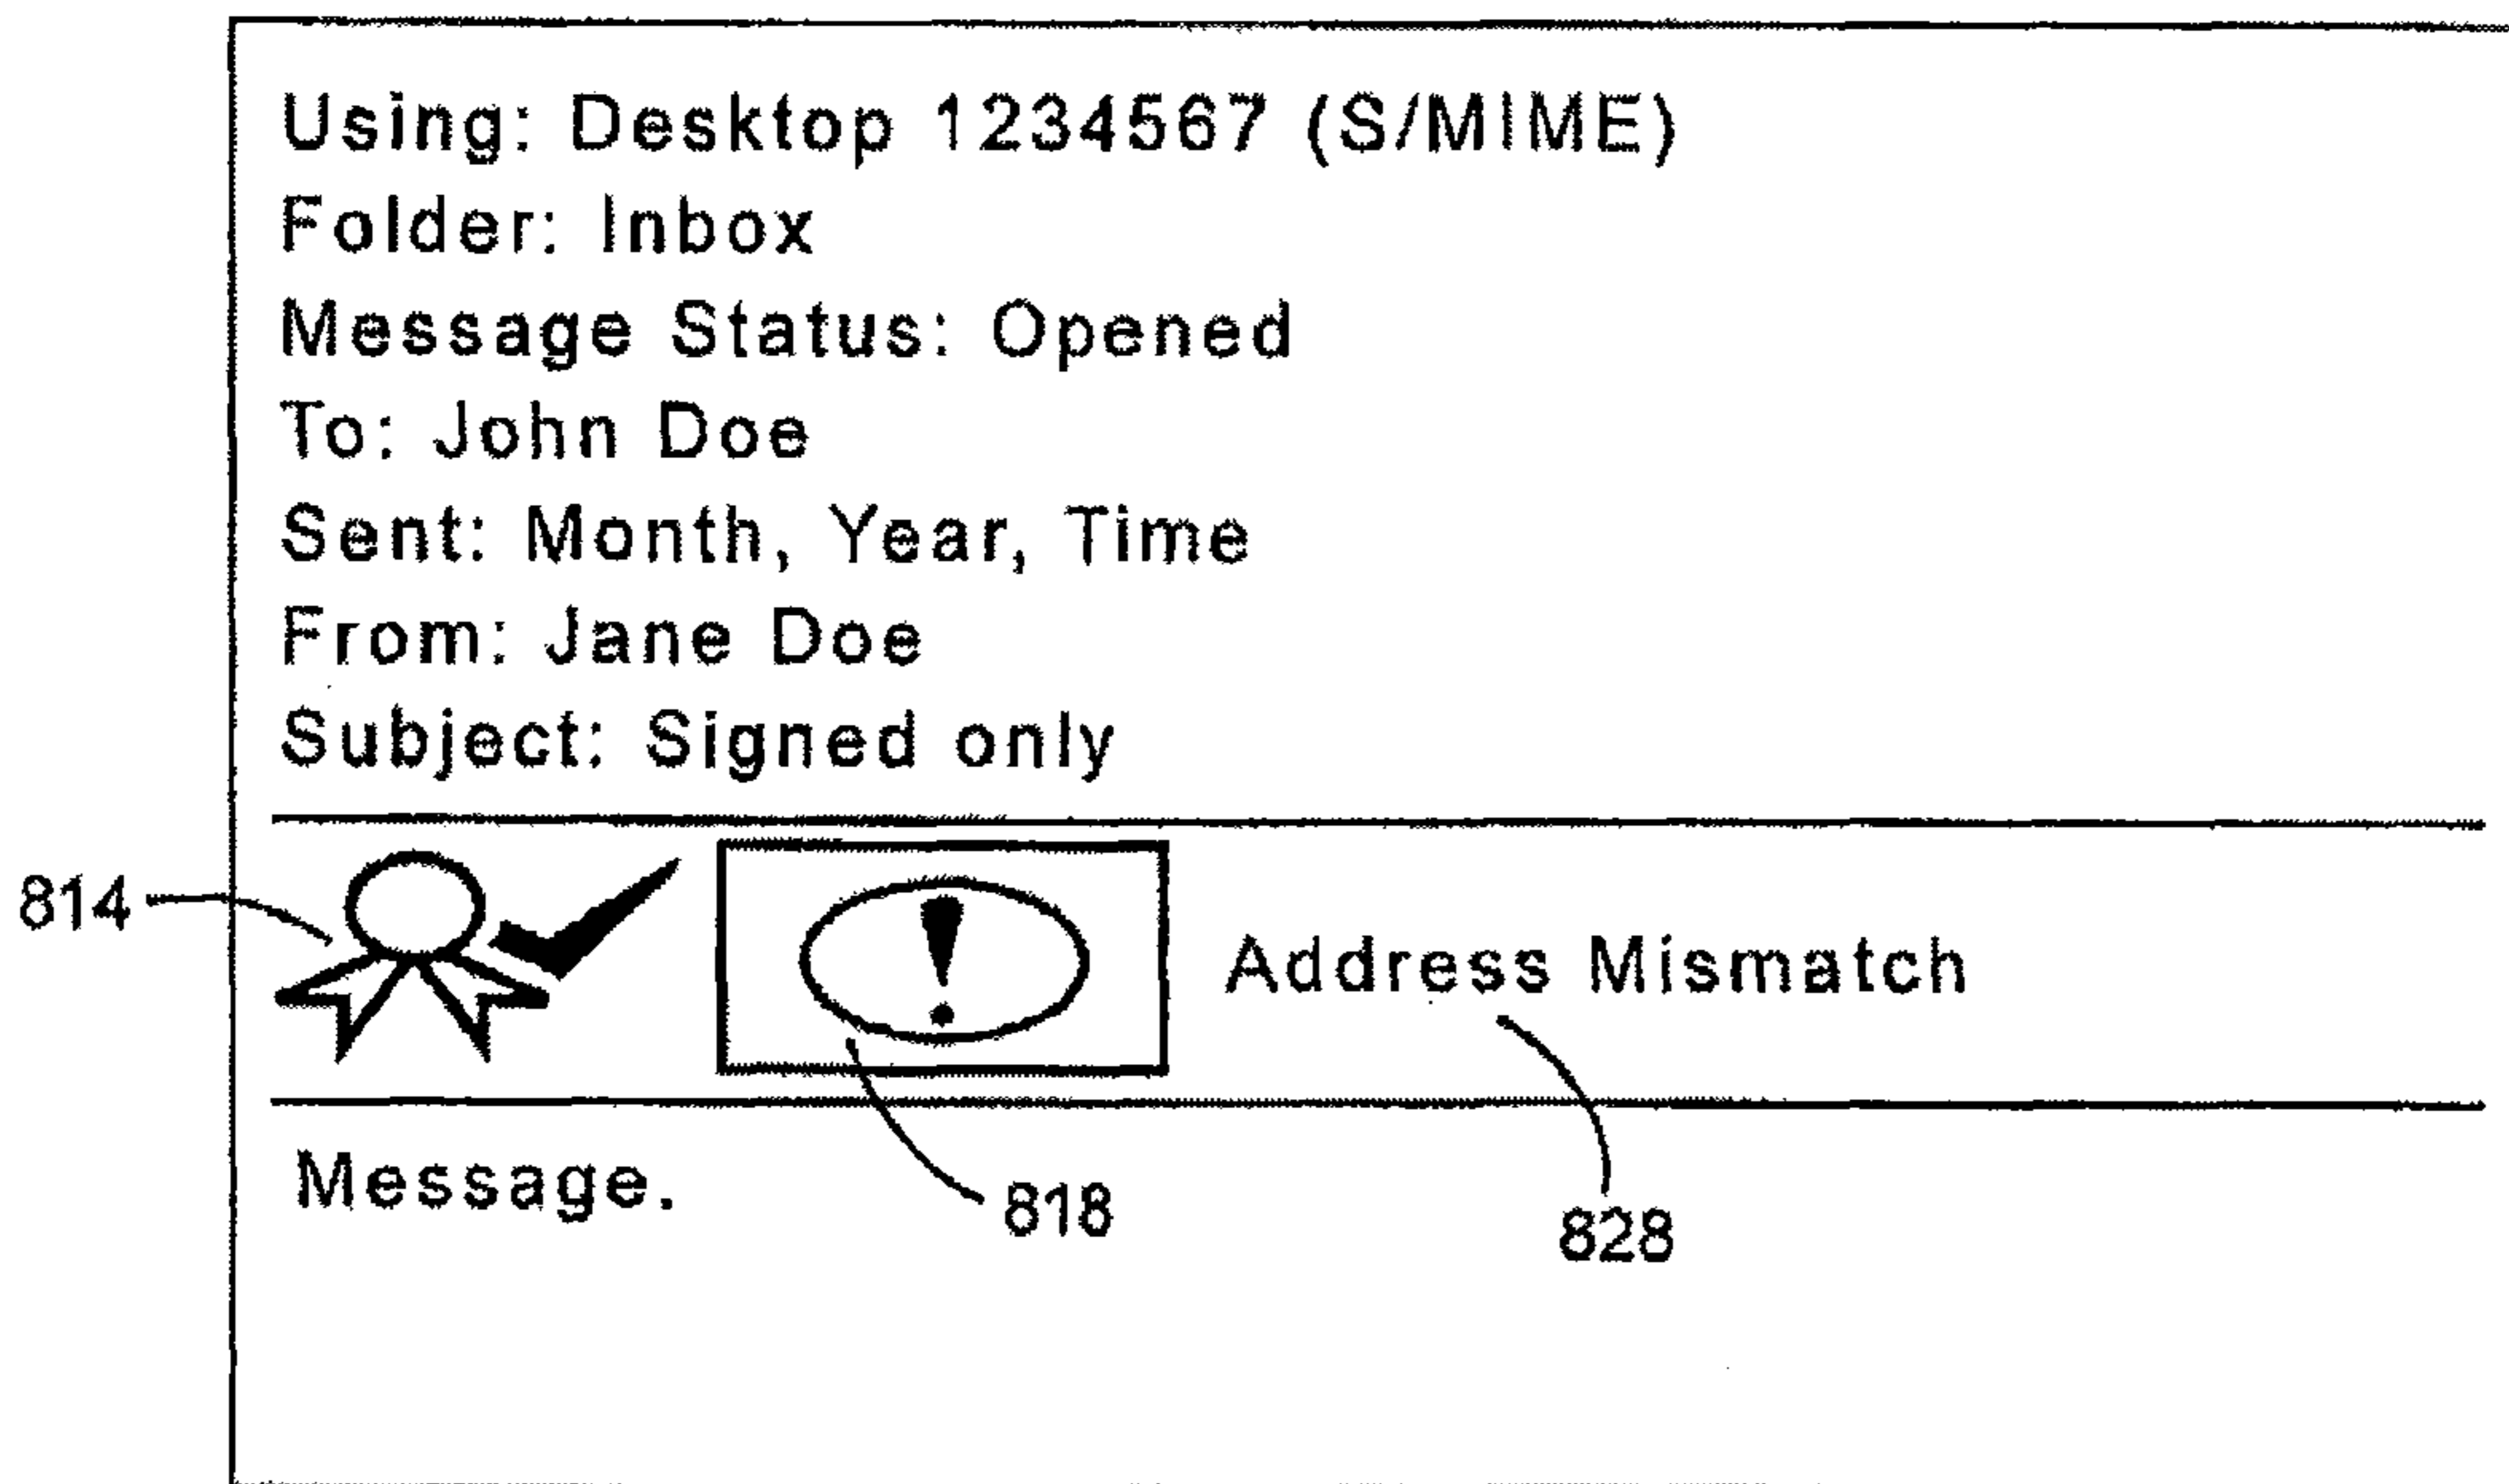 Using: Desktop 1234567 (S/MIME)
Folder: Inbox
Message Status: Opened
To: John Doe
Sent: Month, Year, Time
From: Jane Doe
Subject: Signed only
814
! Address Mismatch
Message.
818
828